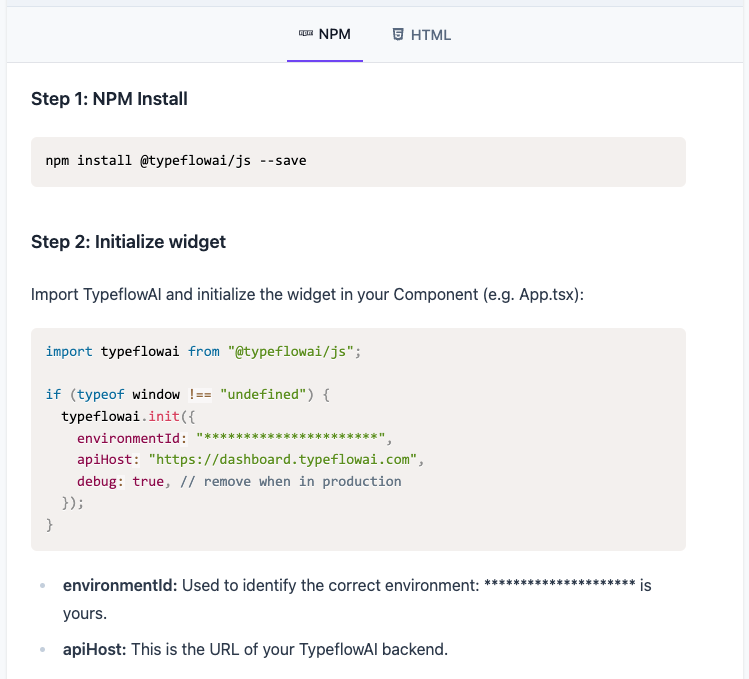 NPM
HTML
Step 1: NPM Install
npm install @typeflowai/js --save
Step 2: Initialize widget
Import TypeflowAI and initialize the widget in your Component (e.g. App.tsx):
import typeflowai from "@typeflowai/js";
if (typeof window !== "undefined") {
  typeflowai.init({
    environmentId: "**********************",
    apiHost: "https://dashboard.typeflowai.com",
    debug: true, // remove when in production
  });
}
environmentId: Used to identify the correct environment: ********************* is
yours.
apiHost: This is the URL of your TypeflowAI backend.